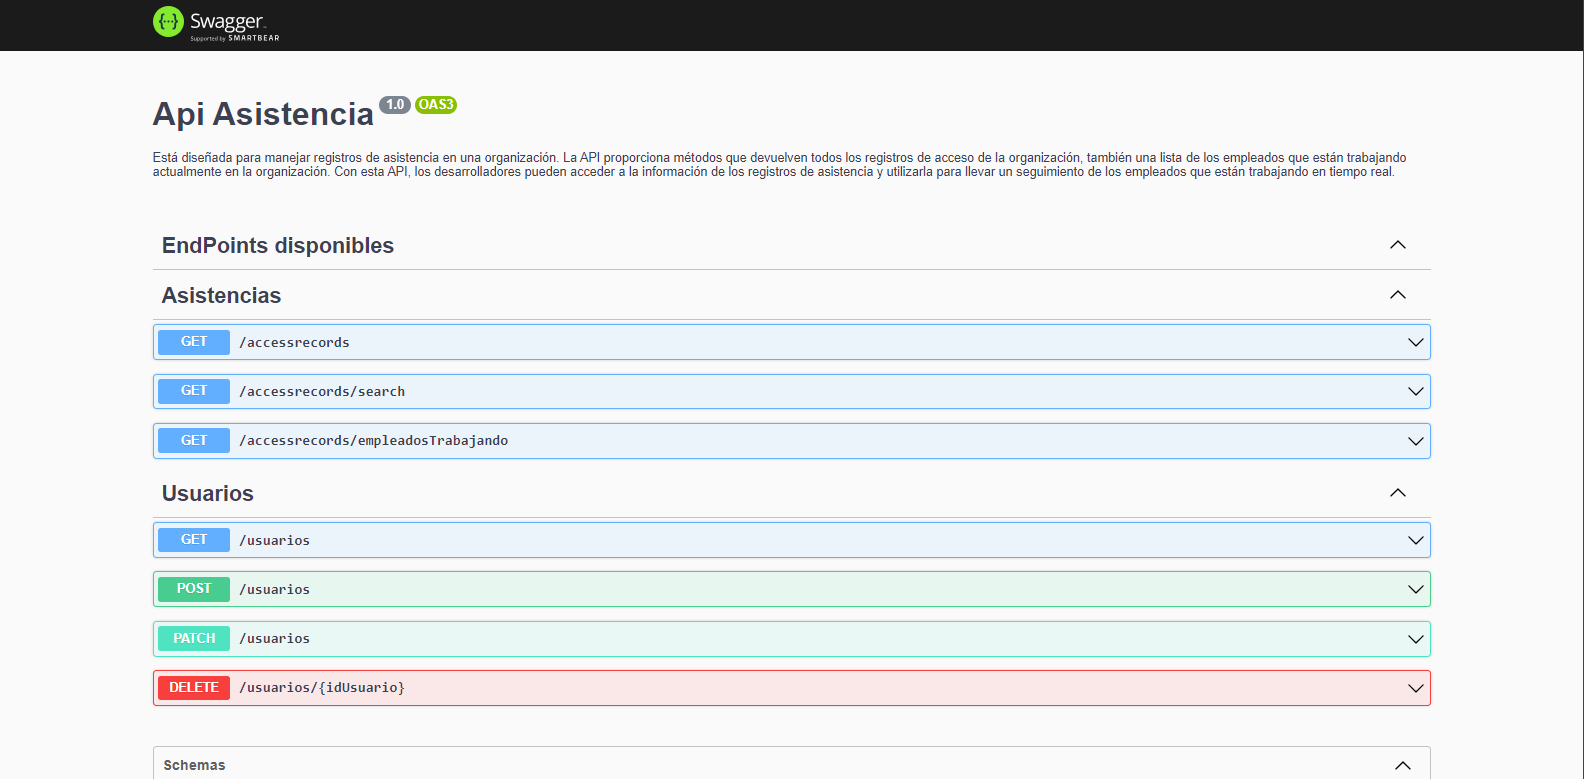 {···} Swagger
Supported by SMARTBEAR
Api Asistencia 1.0 OAS3
Está diseñada para manejar registros de asistencia en una organización. La API proporciona métodos que devuelven todos los registros de acceso de la organización, también una lista de los empleados que están trabajando
actualmente en la organización. Con esta API, los desarrolladores pueden acceder a la información de los registros de asistencia y utilizarla para llevar un seguimiento de los empleados que están trabajando en tiempo real.
EndPoints disponibles
Asistencias
GET /accessrecords
GET /accessrecords/search
GET /accessrecords/empleadosTrabajando
Usuarios
GET /usuarios
POST /usuarios
PATCH /usuarios
DELETE /usuarios/{idUsuario}
Schemas